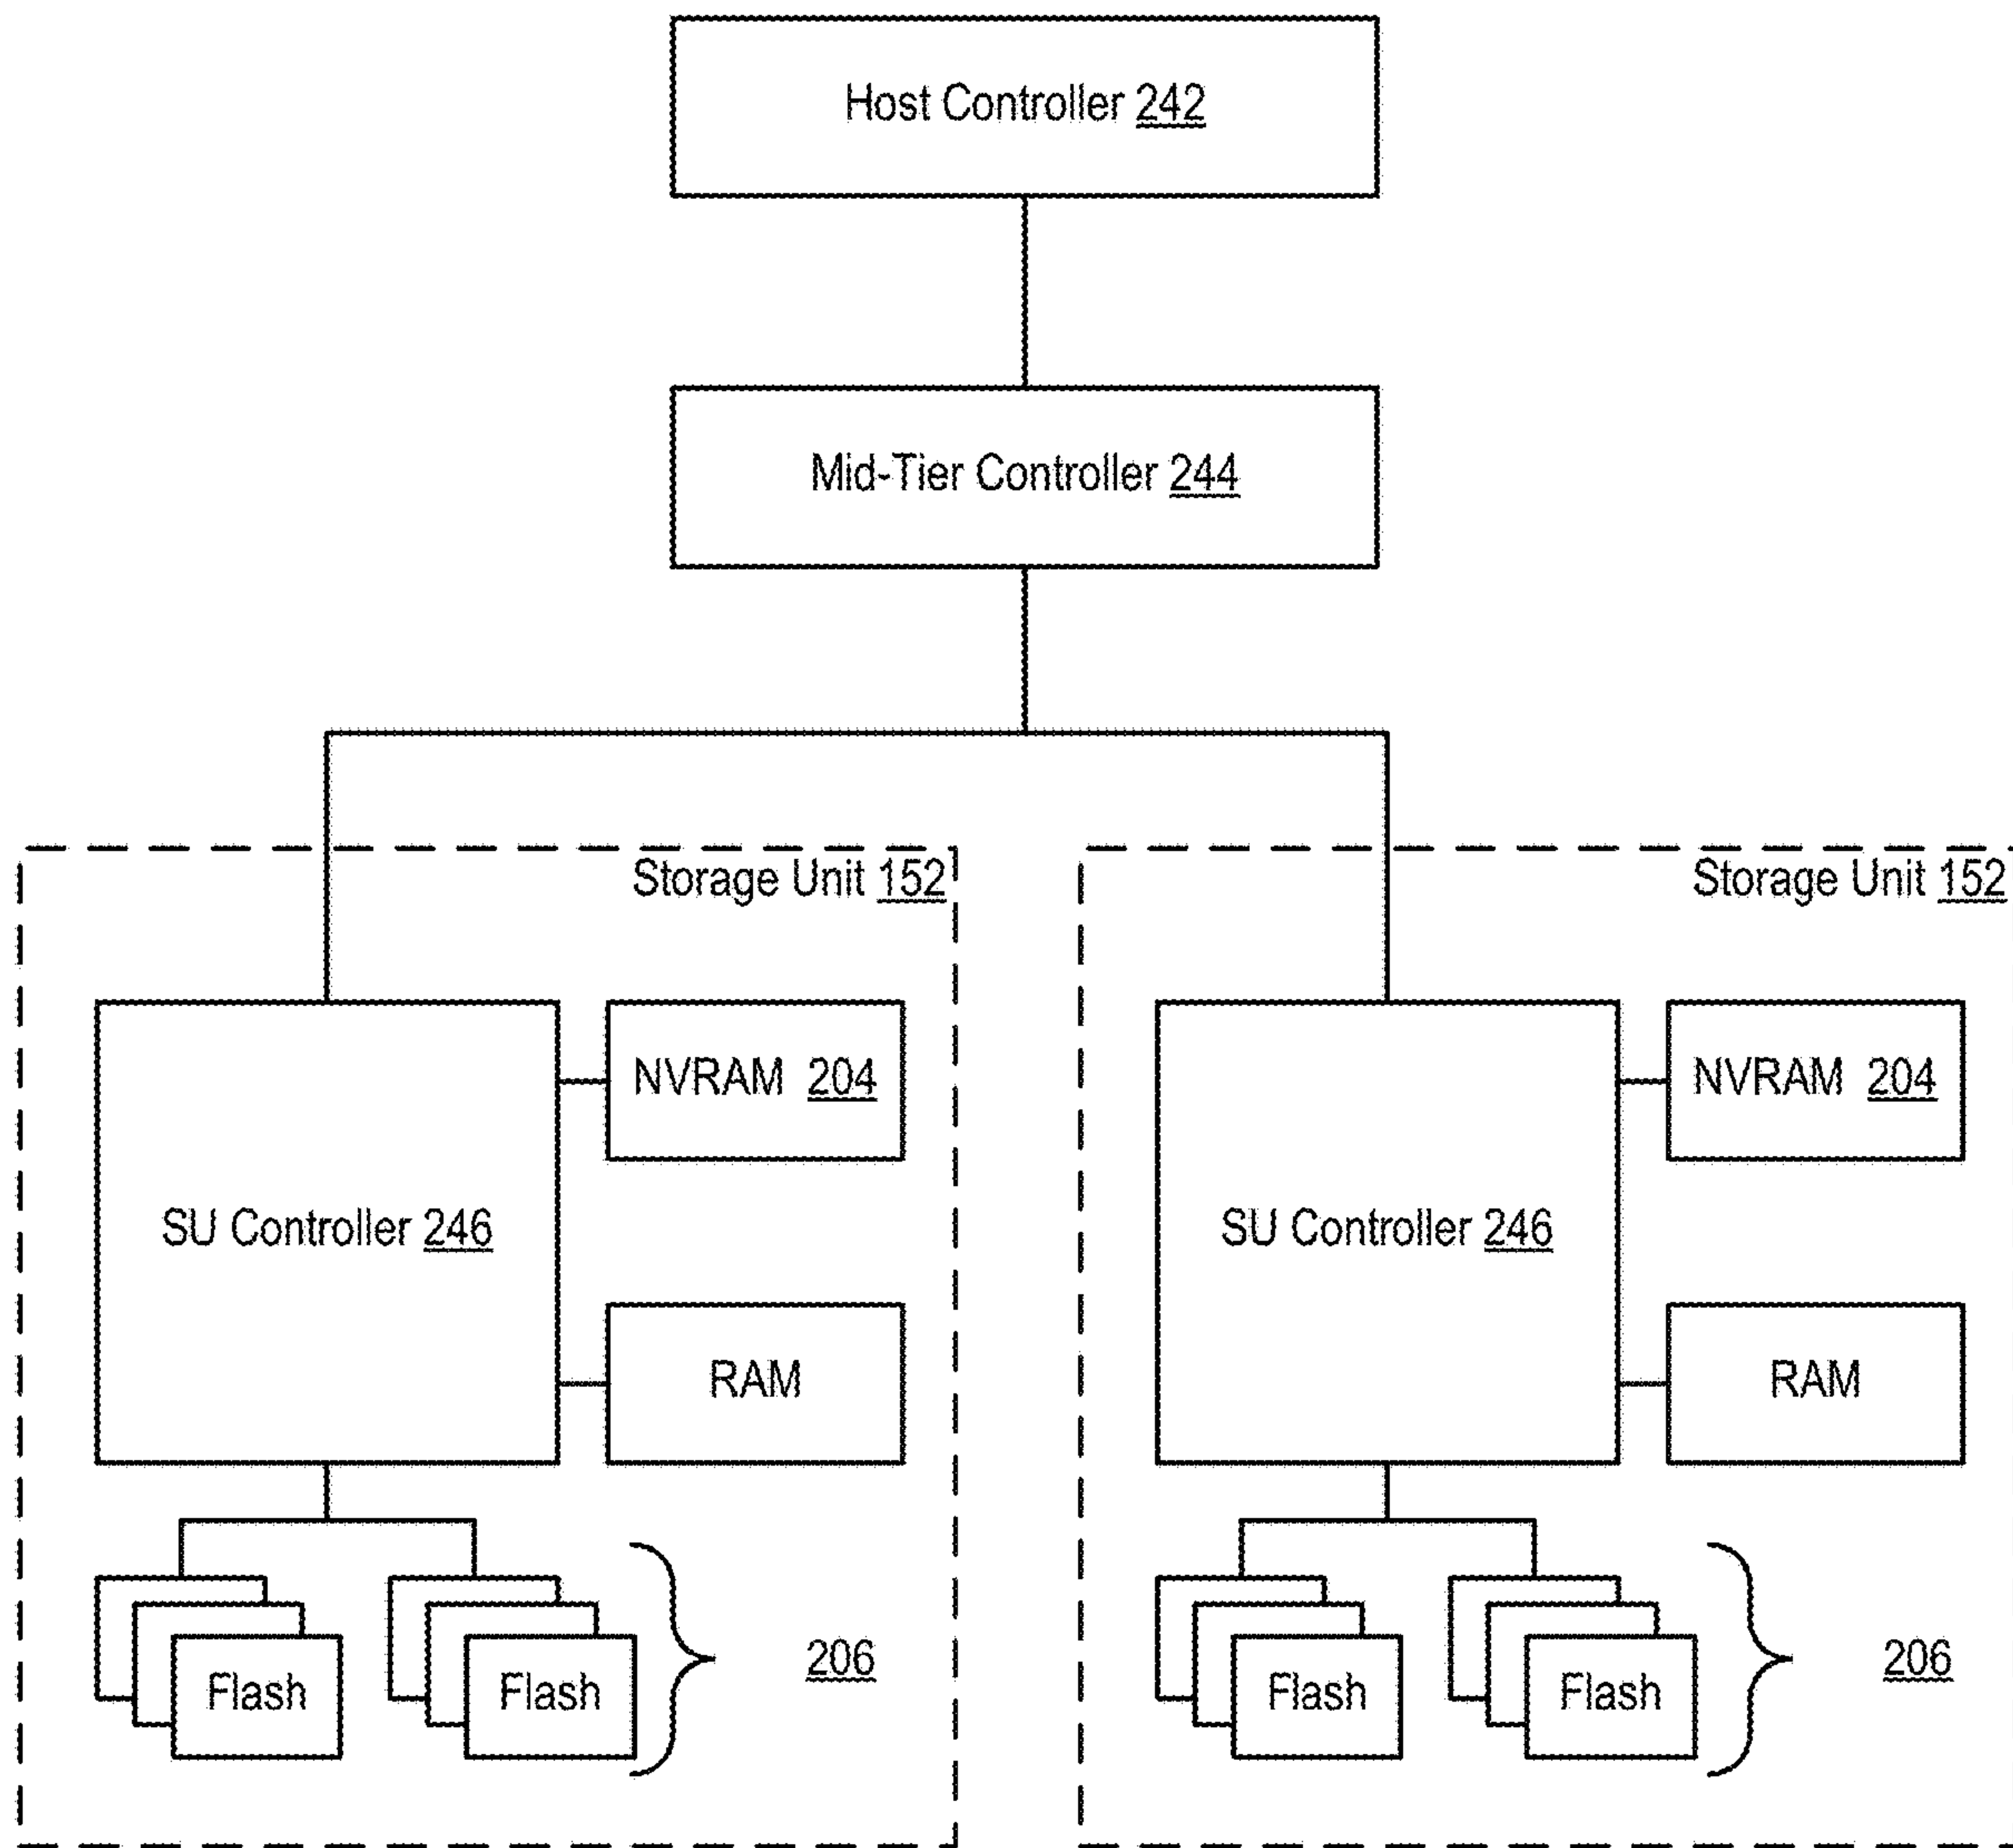 Host Controller 242
Mid-Tier Controller 244
Storage Unit 152
NVRAM 204
SU Controller 246
RAM
Flash
Flash
206
Storage Unit 152
NVRAM 204
SU Controller 246
RAM
Flash
Flash
206